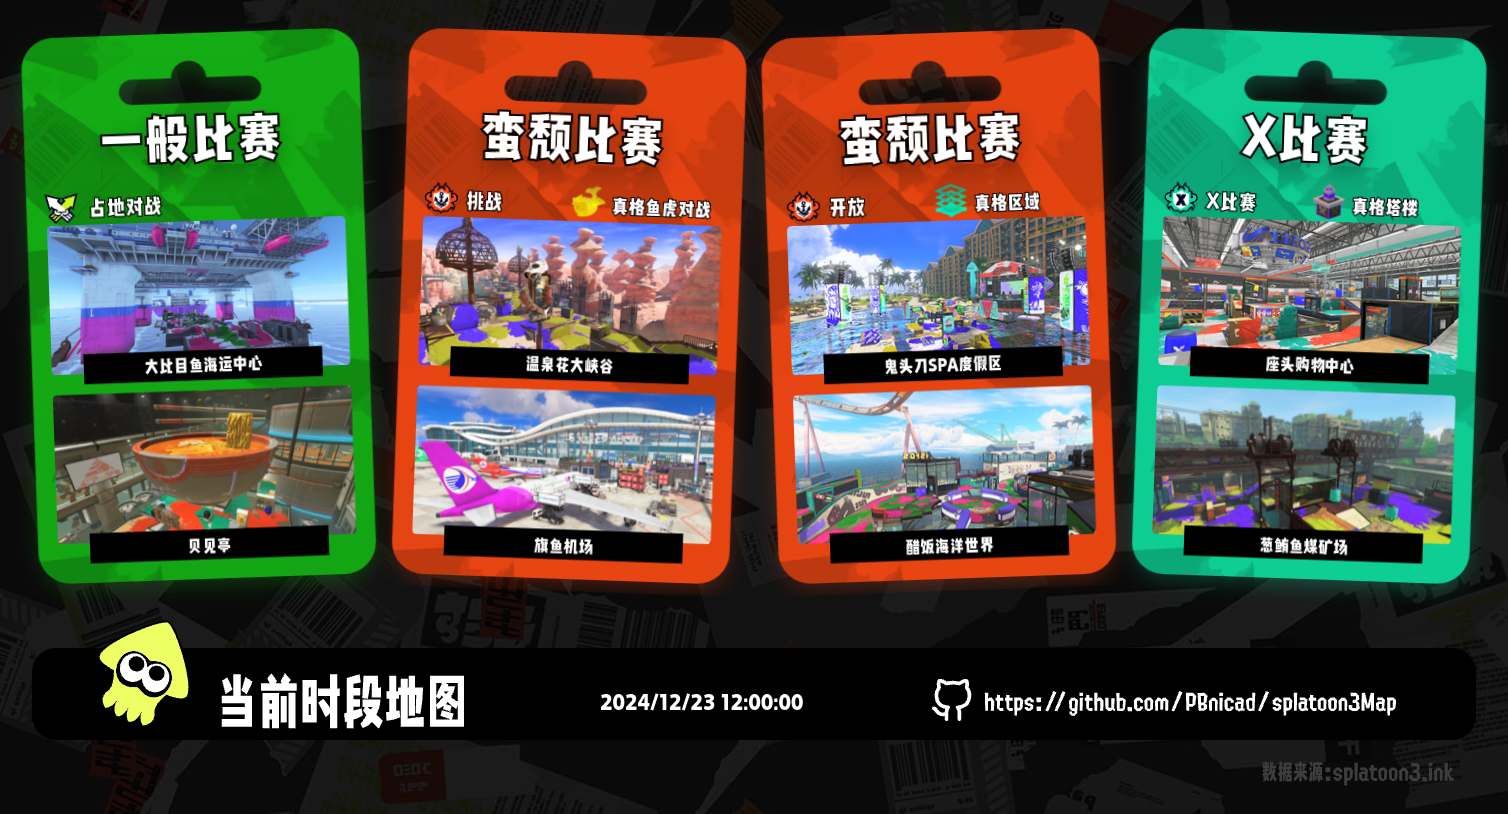 一般比赛
占地对战
大比目鱼海运中心
贝见亭
蛮颓比赛
挑战
真格鱼虎对战
温泉花大峡谷
旗鱼机场
蛮颓比赛
开放
真格区域
鬼头刀SPA度假区
醋饭海洋世界
X比赛
X比赛
真格塔楼
座头购物中心
葱鲔鱼煤矿场
当前时段地图
2024/12/23 12:00:00
https://github.com/PBnicad/splatoon3Map
数据来源:splatoon3.ink